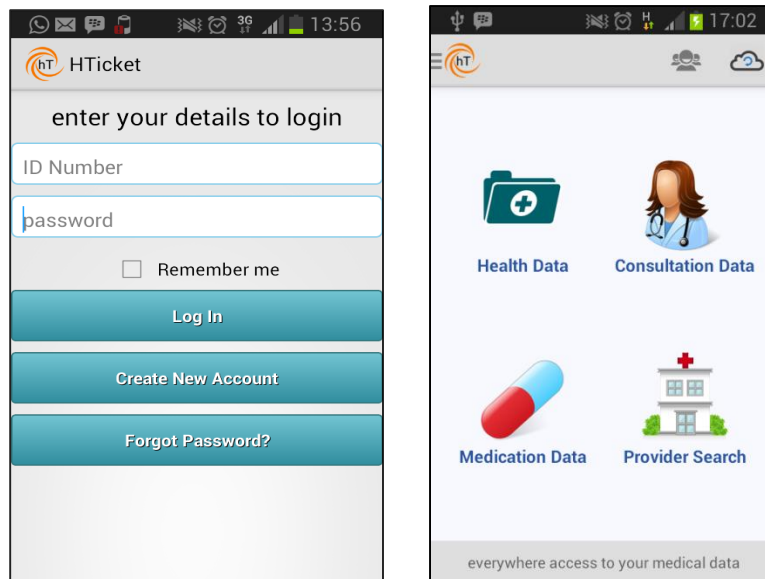 3G 13:56
hT HTicket
enter your details to login
ID Number
password
Remember me
Log In
Create New Account
Forgot Password?
H 17:02
hT
Health Data
Consultation Data
Medication Data
Provider Search
everywhere access to your medical data